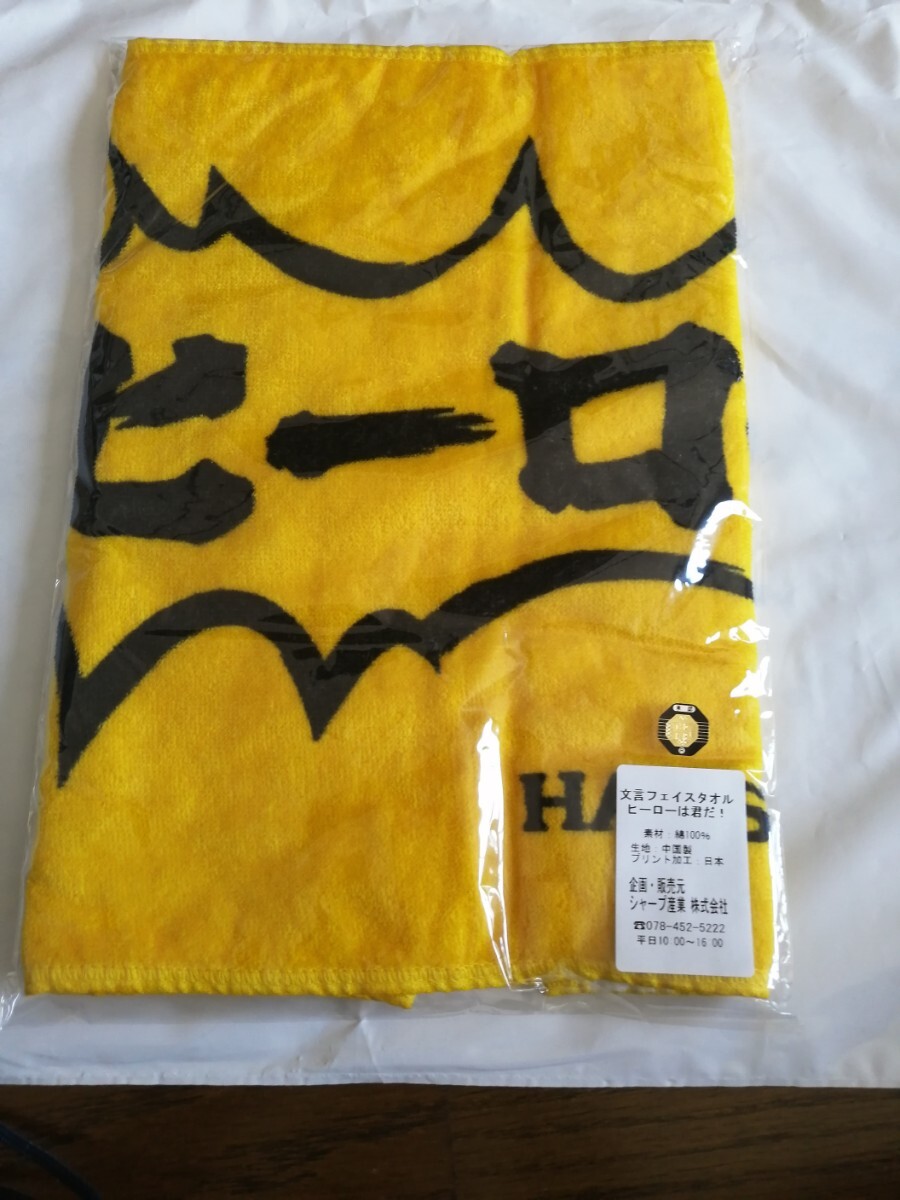 ヒーロ
文言フェイスタオル
ヒーローは君だ！
素材：綿100％
生地：中国製
プリント加工：日本
企画・販売元
シャープ産業 株式会社
☎078-452-5222
平日10:00～16:00